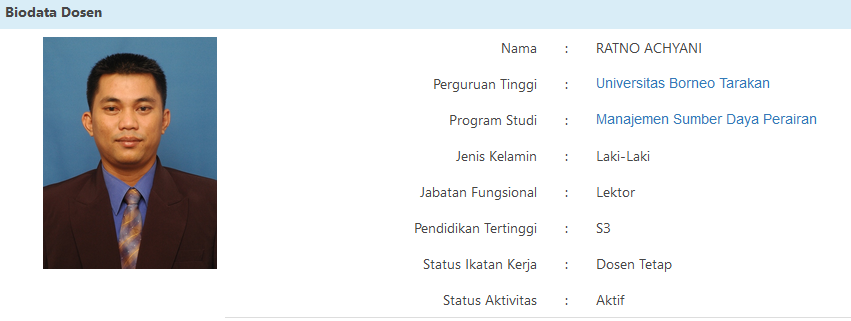 Biodata Dosen
Nama : RATNO ACHYANI
Perguruan Tinggi : Universitas Borneo Tarakan
Program Studi : Manajemen Sumber Daya Perairan
Jenis Kelamin : Laki-Laki
Jabatan Fungsional : Lektor
Pendidikan Tertinggi : S3
Status Ikatan Kerja : Dosen Tetap
Status Aktivitas : Aktif